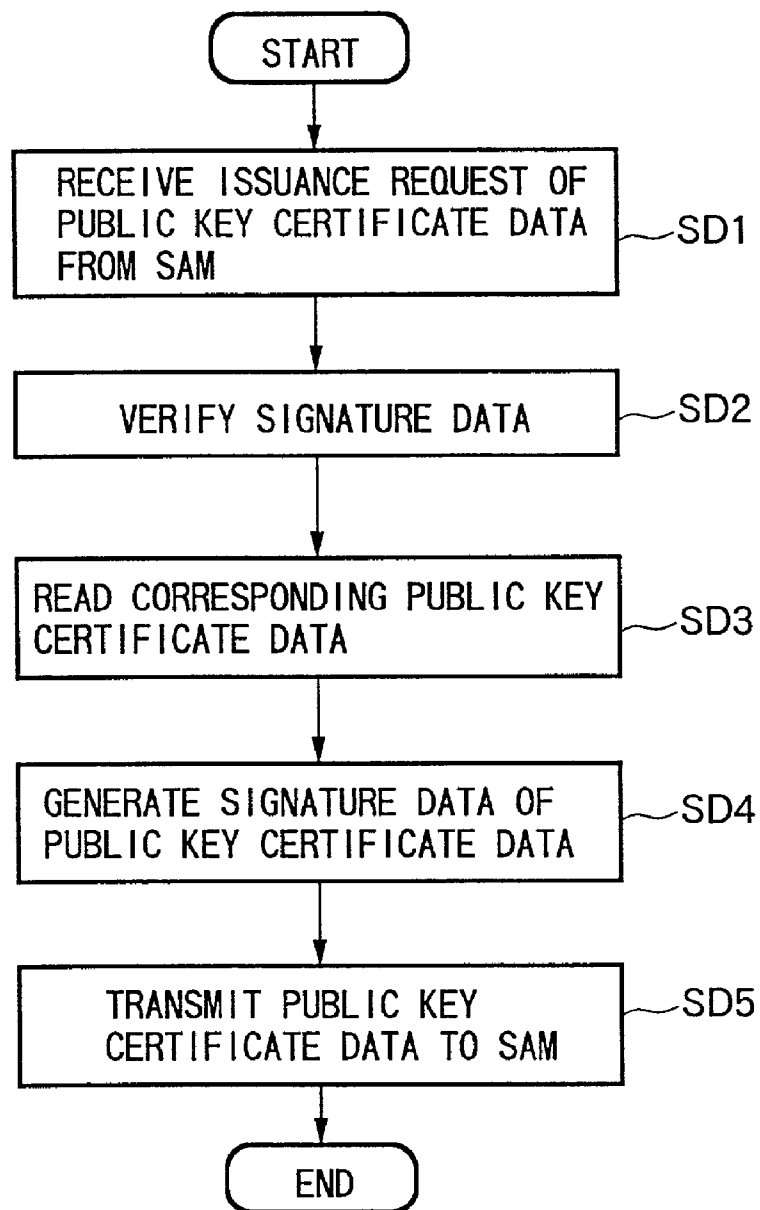 START
RECEIVE ISSUANCE REQUEST OF
PUBLIC KEY CERTIFICATE DATA
FROM SAM
SD1
VERIFY SIGNATURE DATA
SD2
READ CORRESPONDING PUBLIC KEY
CERTIFICATE DATA
SD3
GENERATE SIGNATURE DATA OF
PUBLIC KEY CERTIFICATE DATA
SD4
TRANSMIT PUBLIC KEY
CERTIFICATE DATA TO SAM
SD5
END